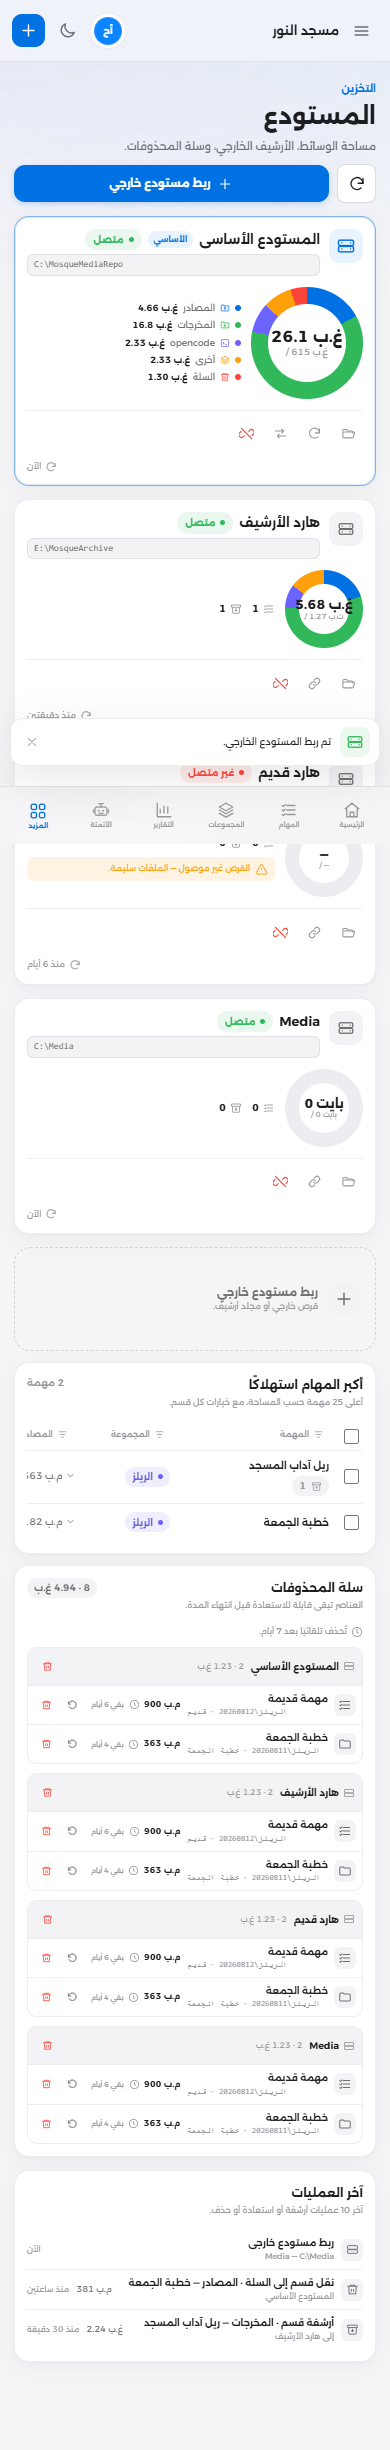 مسجد النور
أح
التخزين
المستودع
مساحة الوسائط، الأرشيف الخارجي، وسلة المحذوفات.
ربط مستودع خارجي
المستودع الأساسي الأساسي متصل
C:\MosqueMediaRepo
26.1 غ.ب
/ 615 غ.ب
المصادر 4.66 غ.ب
المخرجات 16.8 غ.ب
opencode 2.33 غ.ب
أخرى 2.33 غ.ب
السلة 1.30 غ.ب
الآن
هارد الأرشيف متصل
E:\MosqueArchive
5.68 غ.ب
/ 1.27 ت.ب
1 1
منذ دقيقتين
تم ربط المستودع الخارجي.
هارد قديم غير متصل
الرئيسية
المهام
المجموعات
التقارير
الأتمتة
المزيد
–
/ –
القرص غير موصول — الملفات سليمة.
منذ 6 أيام
Media متصل
C:\Media
0 بايت
/ 0 بايت
0 0
الآن
ربط مستودع خارجي
قرص خارجي أو مجلد أرشيف.
أكبر المهام استهلاكًا
2 مهمة
أعلى 25 مهمة حسب المساحة، مع خيارات كل قسم.
المهمة المجموعة
ريل آداب المسجد
1
الريلز
خطبة الجمعة
الريلز
سلة المحذوفات
8 · 4.94 غ.ب
العناصر تبقى قابلة للاستعادة قبل انتهاء المدة.
تُحذف تلقائيا بعد 7 أيام.
المستودع الأساسي 2 · 1.23 غ.ب
مهمة قديمة
الريلز\20260812 - قديم
900 م.ب
بقي 6 أيام
خطبة الجمعة
الريلز\20260811 - خطبة الجمعة
363 م.ب
بقي 4 أيام
هارد الأرشيف 2 · 1.23 غ.ب
مهمة قديمة
الريلز\20260812 - قديم
900 م.ب
بقي 6 أيام
خطبة الجمعة
الريلز\20260811 - خطبة الجمعة
363 م.ب
بقي 4 أيام
هارد قديم 2 · 1.23 غ.ب
مهمة قديمة
الريلز\20260812 - قديم
900 م.ب
بقي 6 أيام
خطبة الجمعة
الريلز\20260811 - خطبة الجمعة
363 م.ب
بقي 4 أيام
Media 2 · 1.23 غ.ب
مهمة قديمة
الريلز\20260812 - قديم
900 م.ب
بقي 6 أيام
خطبة الجمعة
الريلز\20260811 - خطبة الجمعة
363 م.ب
بقي 4 أيام
آخر العمليات
آخر 10 عمليات أرشفة أو استعادة أو حذف.
ربط مستودع خارجي
Media — C:\Media
الآن
نقل قسم إلى السلة · المصادر — خطبة الجمعة
المستودع الأساسي
381 م.ب
منذ ساعتين
أرشفة قسم · المخرجات — ريل آداب المسجد
إلى هارد الأرشيف
2.24 غ.ب
منذ 30 دقيقة